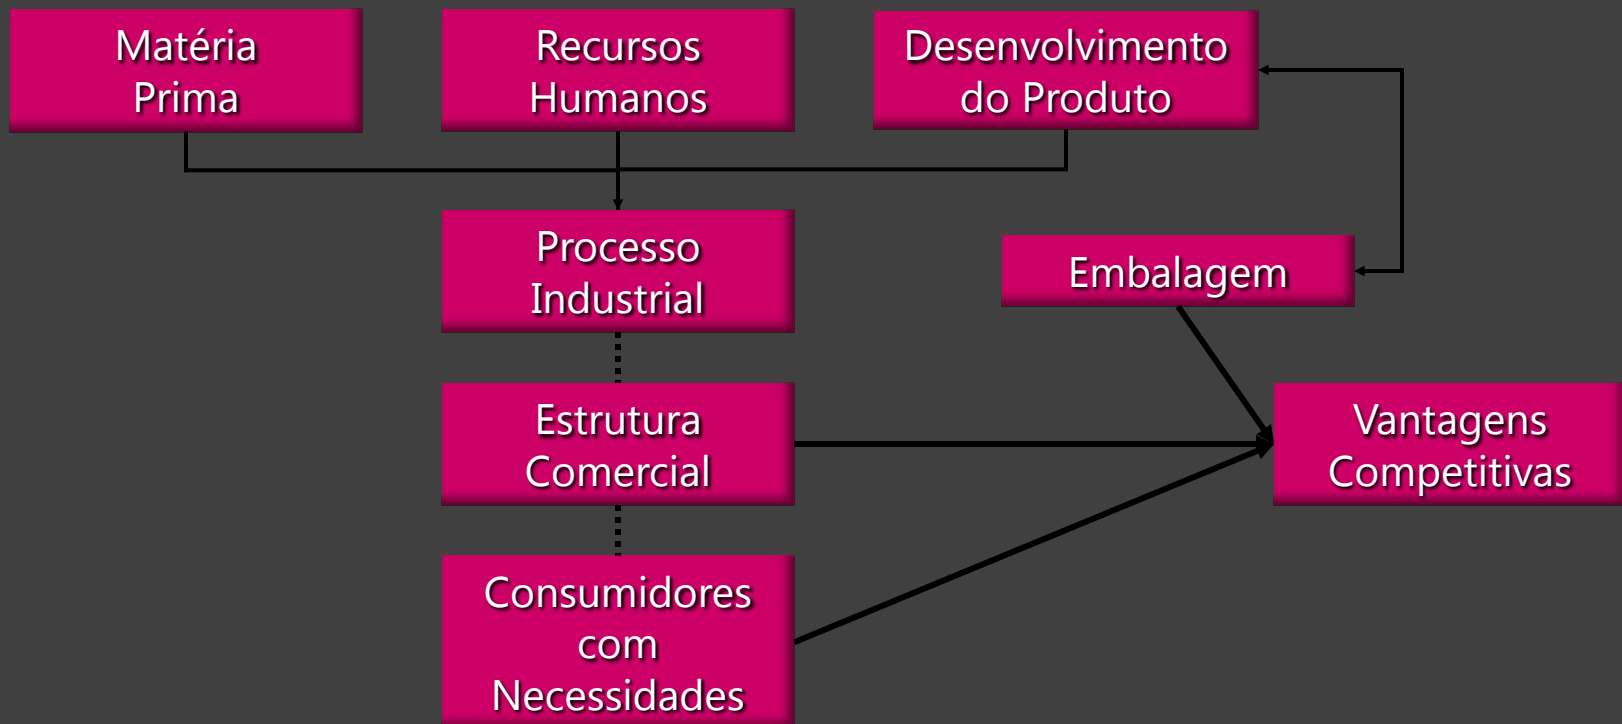 Matéria
Prima
Recursos
Humanos
Desenvolvimento
do Produto
Processo
Industrial
Embalagem
Estrutura
Comercial
Vantagens
Competitivas
Consumidores
com
Necessidades